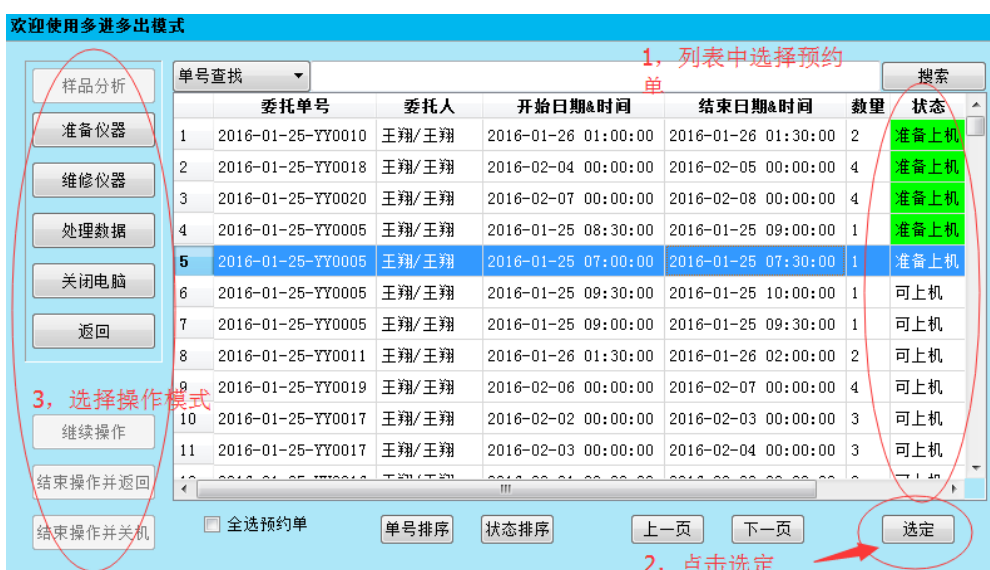 欢迎使用多进多出模式
1，列表中选择预约单
单号查找
搜索
样品分析
准备仪器
维修仪器
处理数据
关闭电脑
返回
3，选择操作模式
继续操作
结束操作并返回
结束操作并关机
委托单号 委托人 开始日期&时间 结束日期&时间 数量 状态
1 2016-01-25-YY0010 王翔/王翔 2016-01-26 01:00:00 2016-01-26 01:30:00 2 准备上机
2 2016-01-25-YY0018 王翔/王翔 2016-02-04 00:00:00 2016-02-05 00:00:00 4 准备上机
3 2016-01-25-YY0020 王翔/王翔 2016-02-07 00:00:00 2016-02-08 00:00:00 4 准备上机
4 2016-01-25-YY0005 王翔/王翔 2016-01-25 08:30:00 2016-01-25 09:00:00 1 准备上机
5 2016-01-25-YY0005 王翔/王翔 2016-01-25 07:00:00 2016-01-25 07:30:00 1 准备上机
6 2016-01-25-YY0005 王翔/王翔 2016-01-25 09:30:00 2016-01-25 10:00:00 1 可上机
7 2016-01-25-YY0005 王翔/王翔 2016-01-25 09:00:00 2016-01-25 09:30:00 1 可上机
8 2016-01-25-YY0011 王翔/王翔 2016-01-26 01:30:00 2016-01-26 02:00:00 2 可上机
9 2016-01-25-YY0019 王翔/王翔 2016-02-06 00:00:00 2016-02-07 00:00:00 4 可上机
10 2016-01-25-YY0017 王翔/王翔 2016-02-02 00:00:00 2016-02-03 00:00:00 3 可上机
11 2016-01-25-YY0017 王翔/王翔 2016-02-03 00:00:00 2016-02-04 00:00:00 3 可上机
全选预约单 单号排序 状态排序 上一页 下一页 选定
2，点击选定